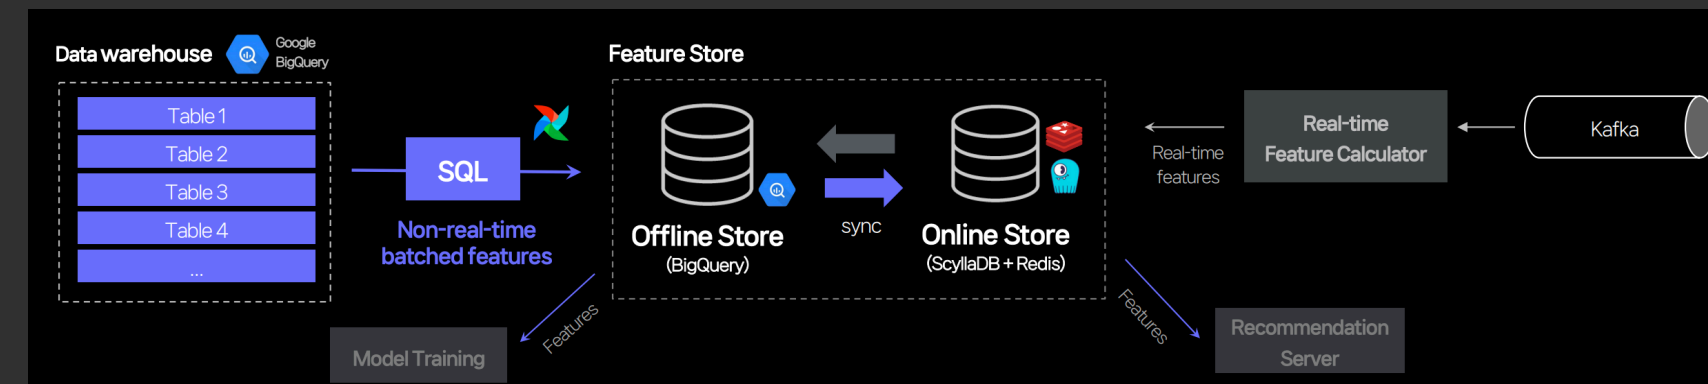 Data warehouse
Google
BigQuery
Table 1
Table 2
Table 3
Table 4
...
SQL
Non-real-time
batched features
Feature Store
Offline Store
(BigQuery)
sync
Online Store
(ScyllaDB + Redis)
Real-time
features
Real-time
Feature Calculator
Kafka
Features
Model Training
Features
Recommendation
Server